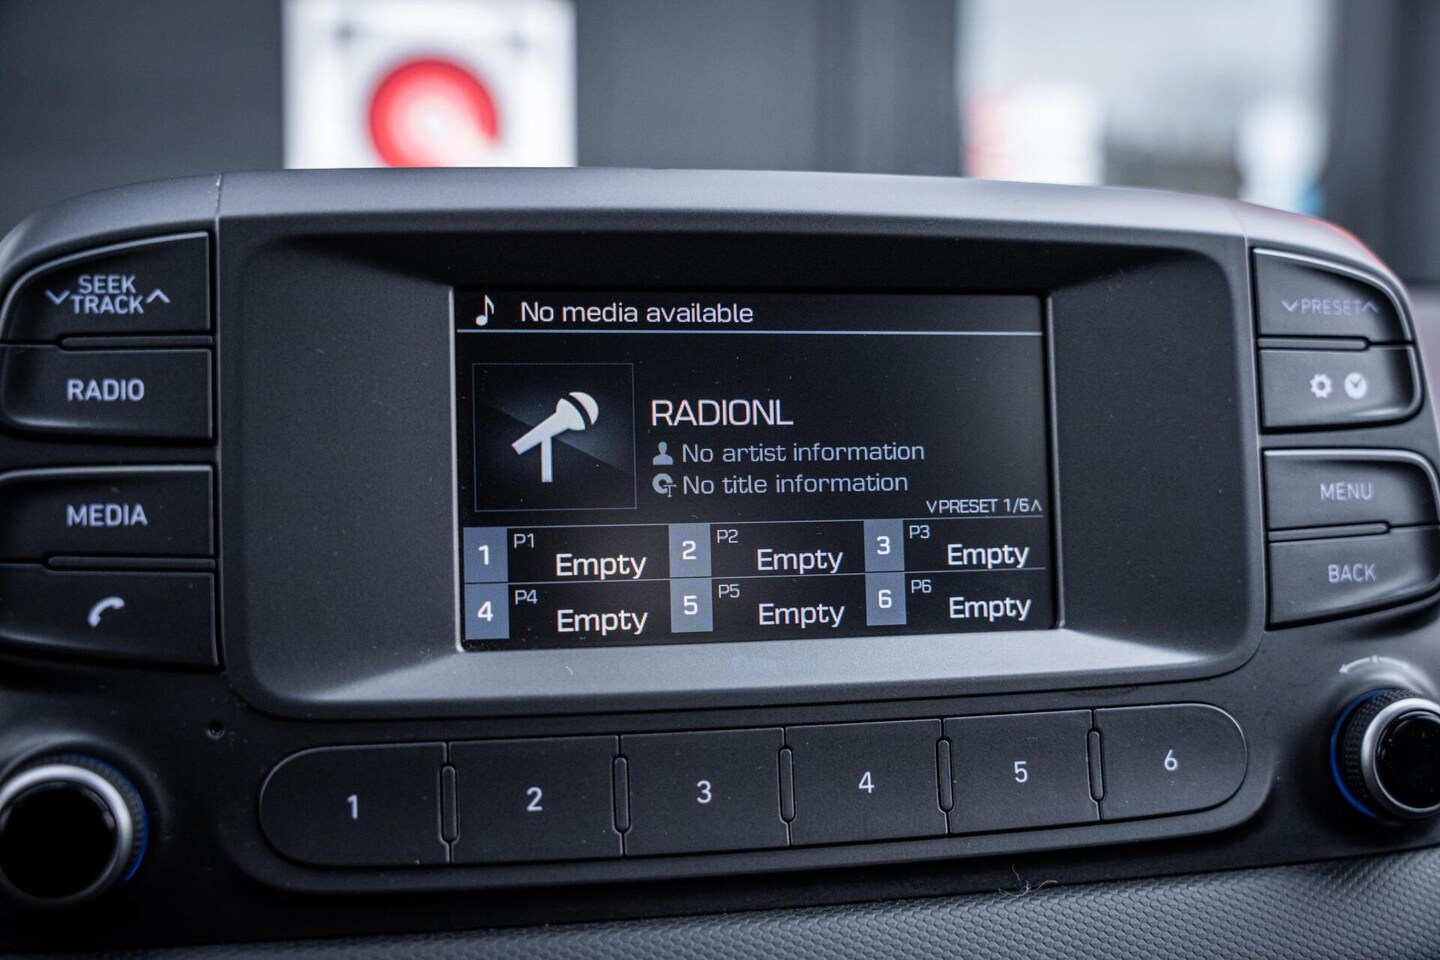 SEEK
TRACK
RADIO
MEDIA
No media available
RADIONL
No artist information
No title information
PRESET 1/6
1 P1 Empty 2 P2 Empty 3 P3 Empty
4 P4 Empty 5 P5 Empty 6 P6 Empty
PRESET
MENU
BACK
1 2 3 4 5 6